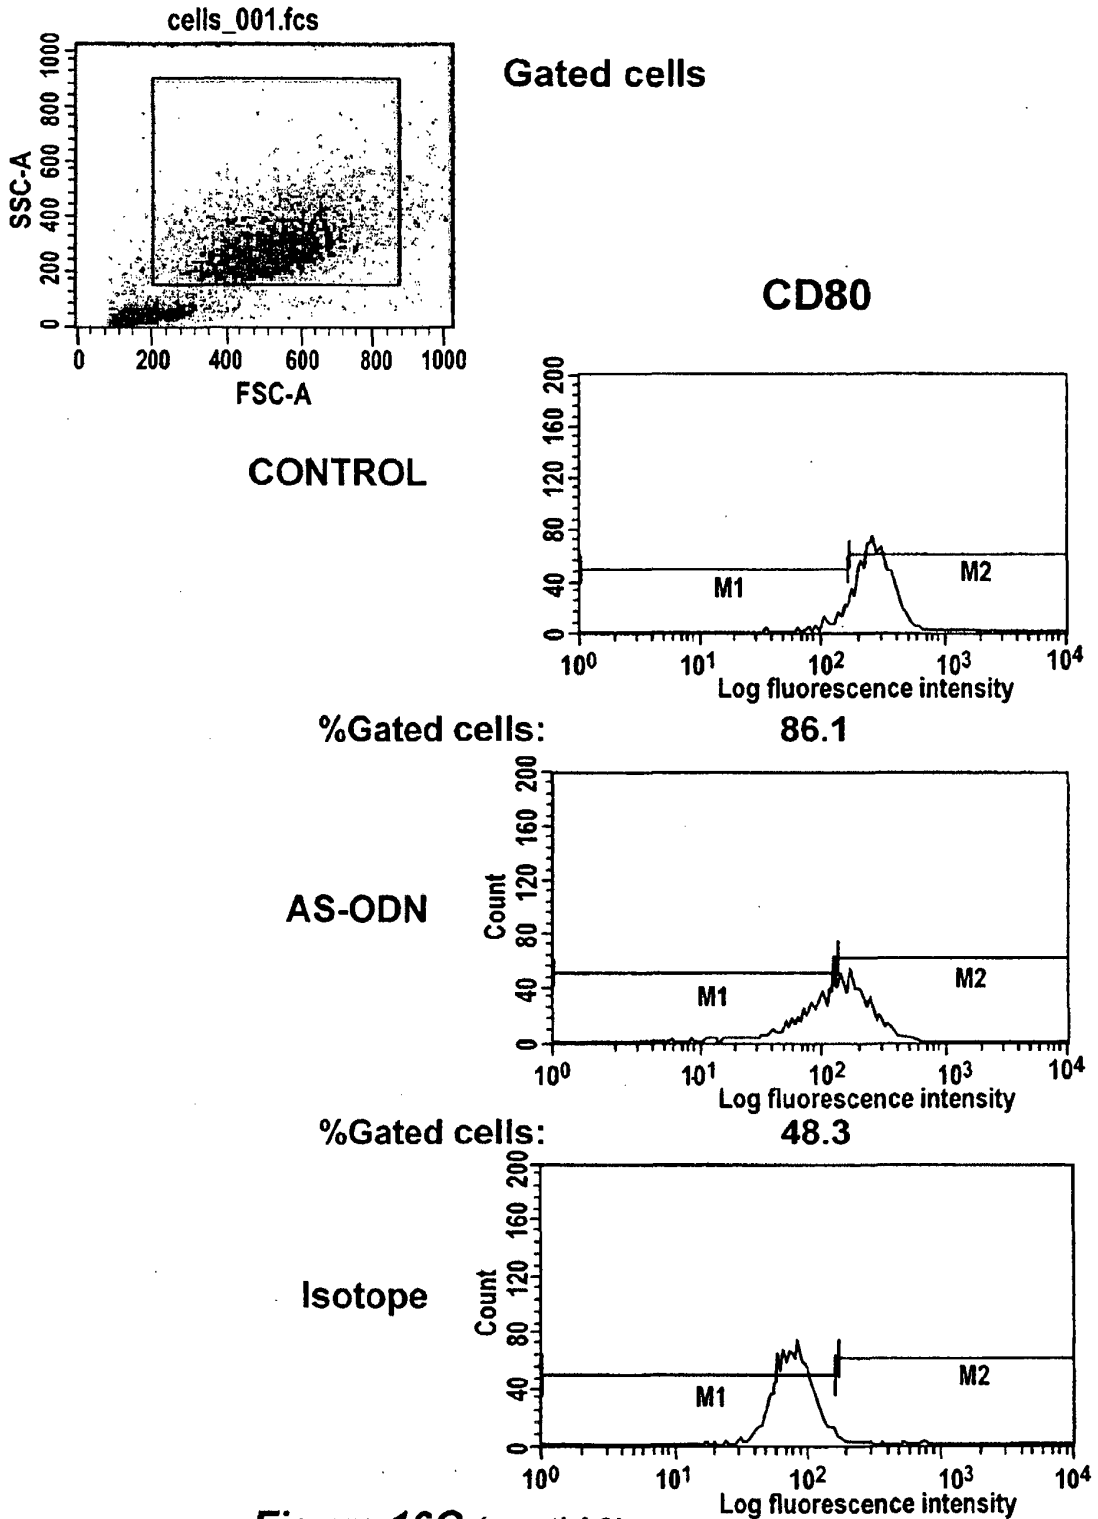 cells_001.fcs
Gated cells
SSC-A
1000
800
600
400
200
0
0 200 400 600 800 1000
FSC-A
CD80
CONTROL
200
160
120
80
40
0
M1 M2
10⁰ 10¹ 10² 10³ 10⁴
Log fluorescence intensity
%Gated cells: 86.1
AS-ODN
Count
200
160
120
80
40
0
M1 M2
10⁰ 10¹ 10² 10³ 10⁴
Log fluorescence intensity
%Gated cells: 48.3
Isotope
Count
200
160
120
80
40
0
M1 M2
10⁰ 10¹ 10² 10³ 10⁴
Log fluorescence intensity